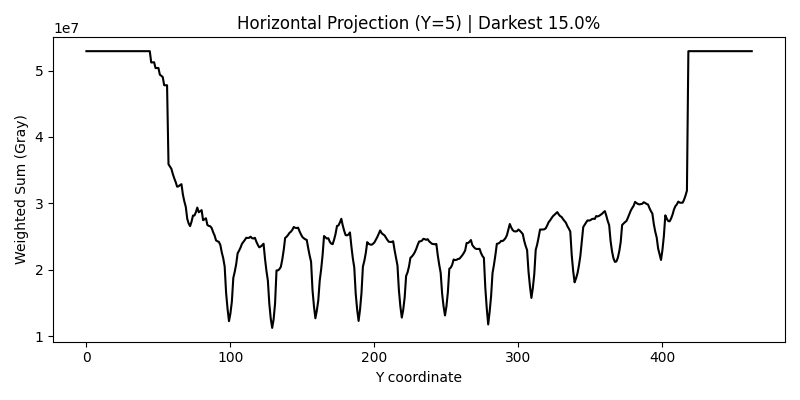 Horizontal Projection (Y=5) | Darkest 15.0%
1e7
5
4
3
2
1
Weighted Sum (Gray)
0 100 200 300 400
Y coordinate